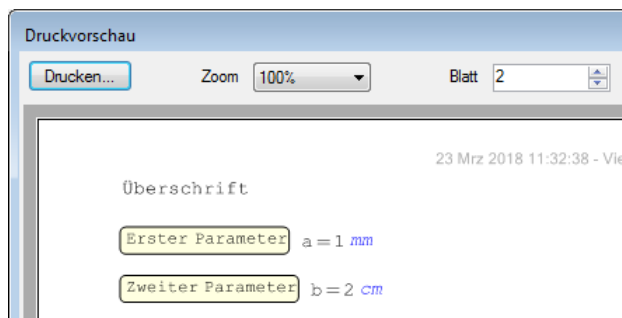 Druckvorschau
Drucken... Zoom 100% Blatt 2
23 Mrz 2018 11:32:38 - Vie
Überschrift
Erster Parameter a = 1 mm
Zweiter Parameter b = 2 cm